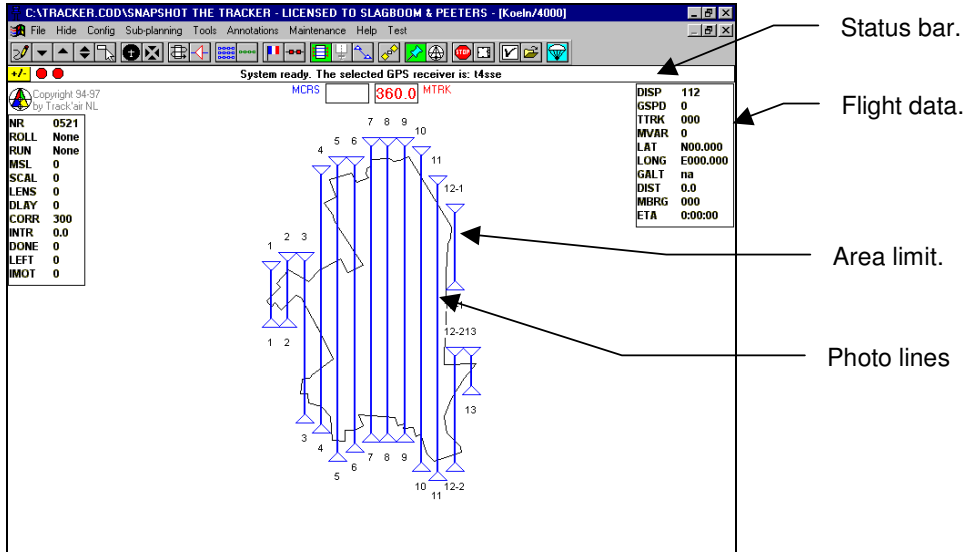 C:\TRACKER.COD\SNAPSHOT THE TRACKER - LICENSED TO SLAGBOOM & PEETERS - [Koeln/4000]
File Hide Config Sub-planning Tools Annotations Maintenance Help Test
STOP
+/- System ready. The selected GPS receiver is: t4sse
Copyright 94-97
by Track'air NL
MCRS 360.0 MTRK
NR 0521
ROLL None
RUN None
MSL 0
SCAL 0
LENS 0
DLAY 0
CORR 300
INTR 0.0
DONE 0
LEFT 0
IMOT 0
DISP 112
GSPD 0
TTRK 000
MVAR 0
LAT N00.000
LONG E000.000
GALT na
DIST 0.0
MBRG 000
ETA 0:00:00
7 8 9
10
5 6
4
11
12-1
2 3
1
12-213
1 2
13
3
4
7 8 9
6
5
10
12-2
11
Status bar.
Flight data.
Area limit.
Photo lines